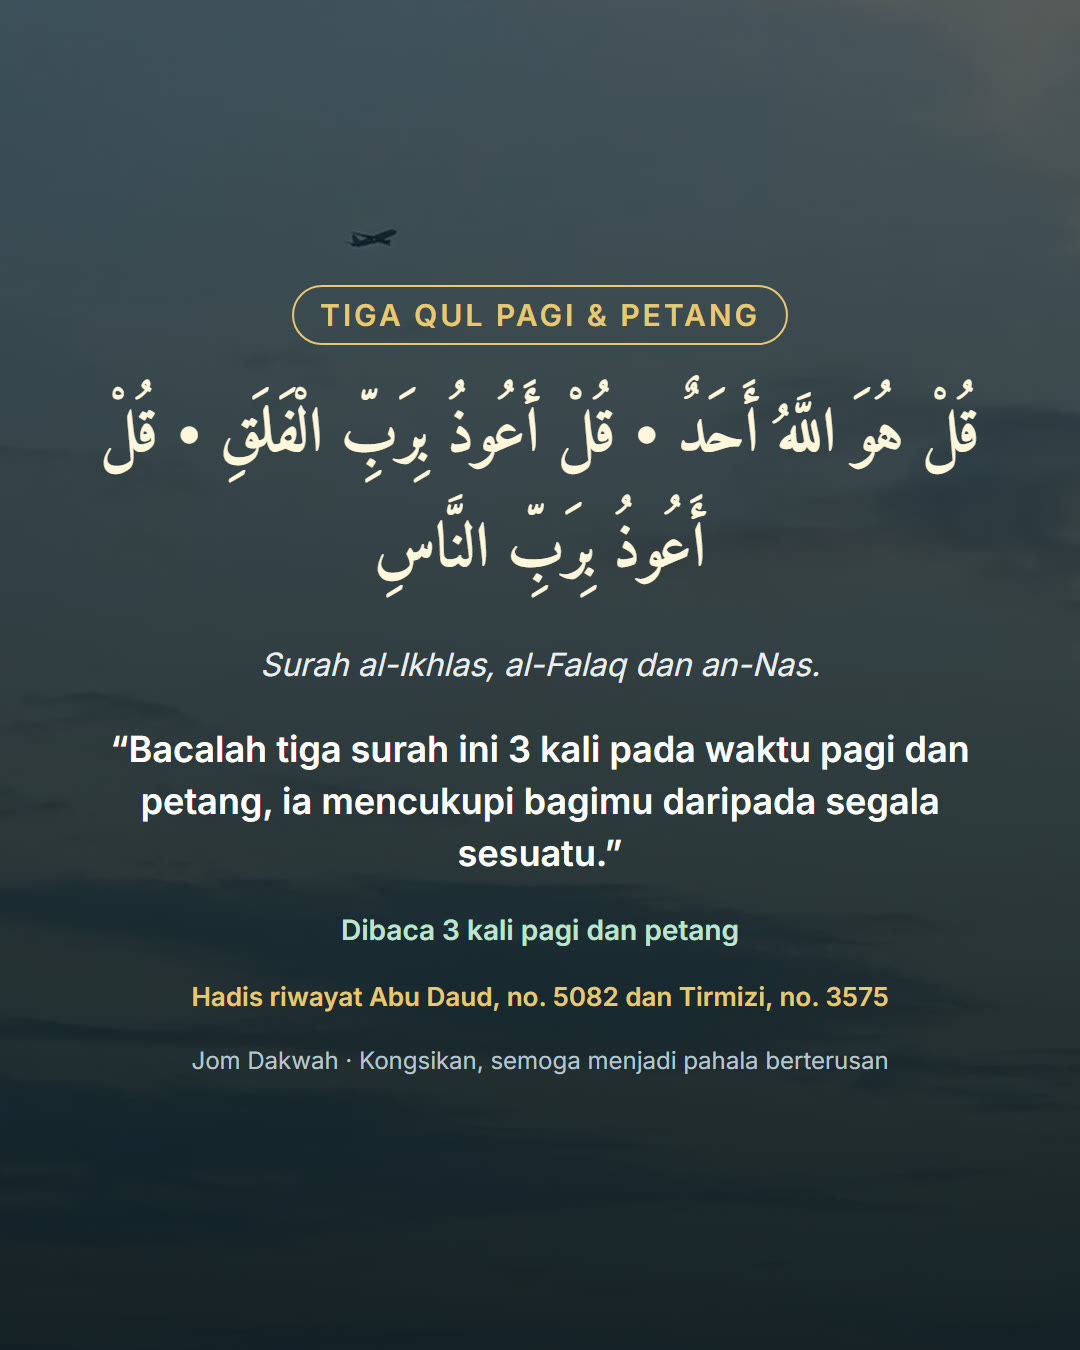 TIGA QUL PAGI & PETANG
قُلْ هُوَ اللَّهُ أَحَدٌ • قُلْ أَعُوذُ بِرَبِّ الْفَلَقِ • قُلْ
أَعُوذُ بِرَبِّ النَّاسِ
Surah al-Ikhlas, al-Falaq dan an-Nas.
“Bacalah tiga surah ini 3 kali pada waktu pagi dan
petang, ia mencukupi bagimu daripada segala
sesuatu.”
Dibaca 3 kali pagi dan petang
Hadis riwayat Abu Daud, no. 5082 dan Tirmizi, no. 3575
Jom Dakwah · Kongsikan, semoga menjadi pahala berterusan